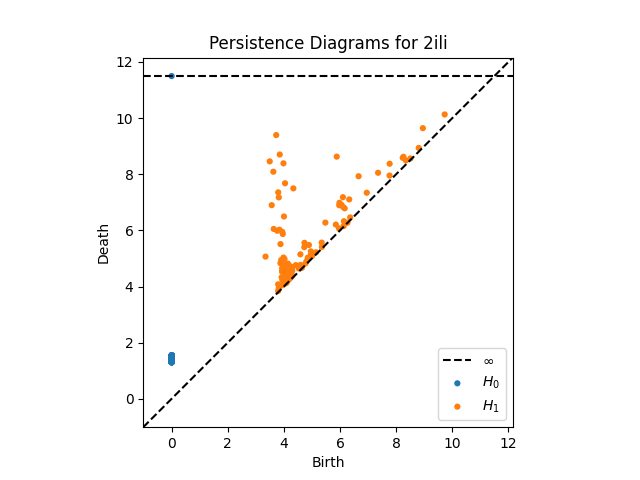 Persistence Diagrams for 2ili
12
10
8
6
4
2
0
Death
∞
H₀
H₁
0 2 4 6 8 10 12
Birth